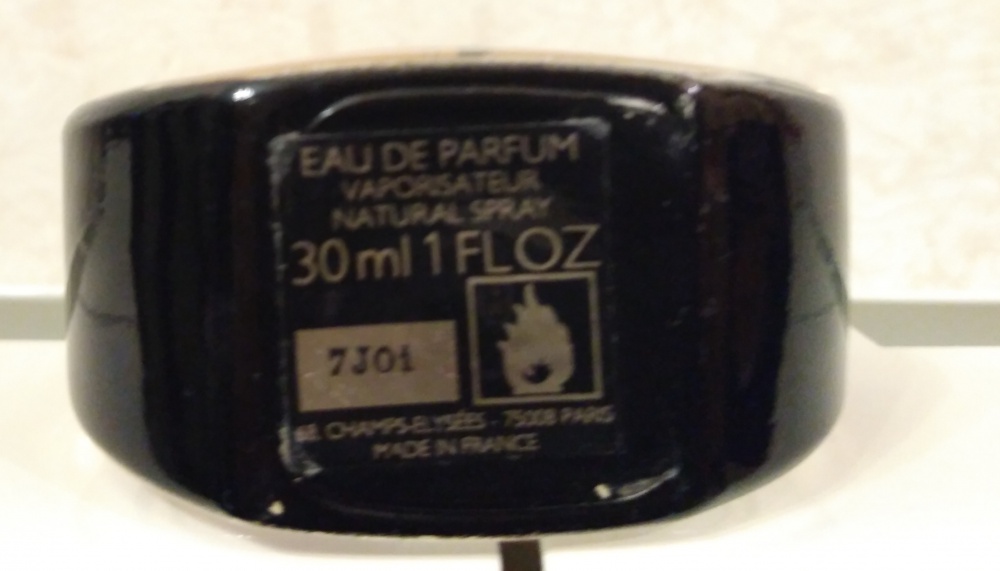 EAU DE PARFUM
VAPORISATEUR
NATURAL SPRAY
30 ml 1 FL OZ
7J01
68, CHAMPS-ELYSÉES - 75008 PARIS
MADE IN FRANCE